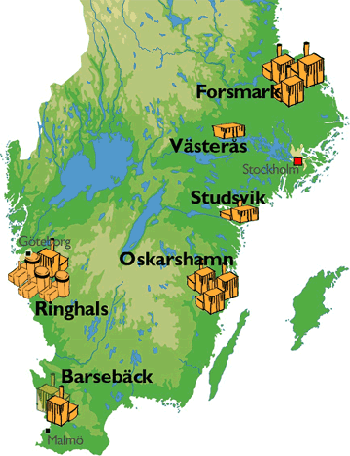 Forsmark
Västerås
Stockholm
Studsvik
Göteborg
Oskarshamn
Ringhals
Barsebäck
Malmö